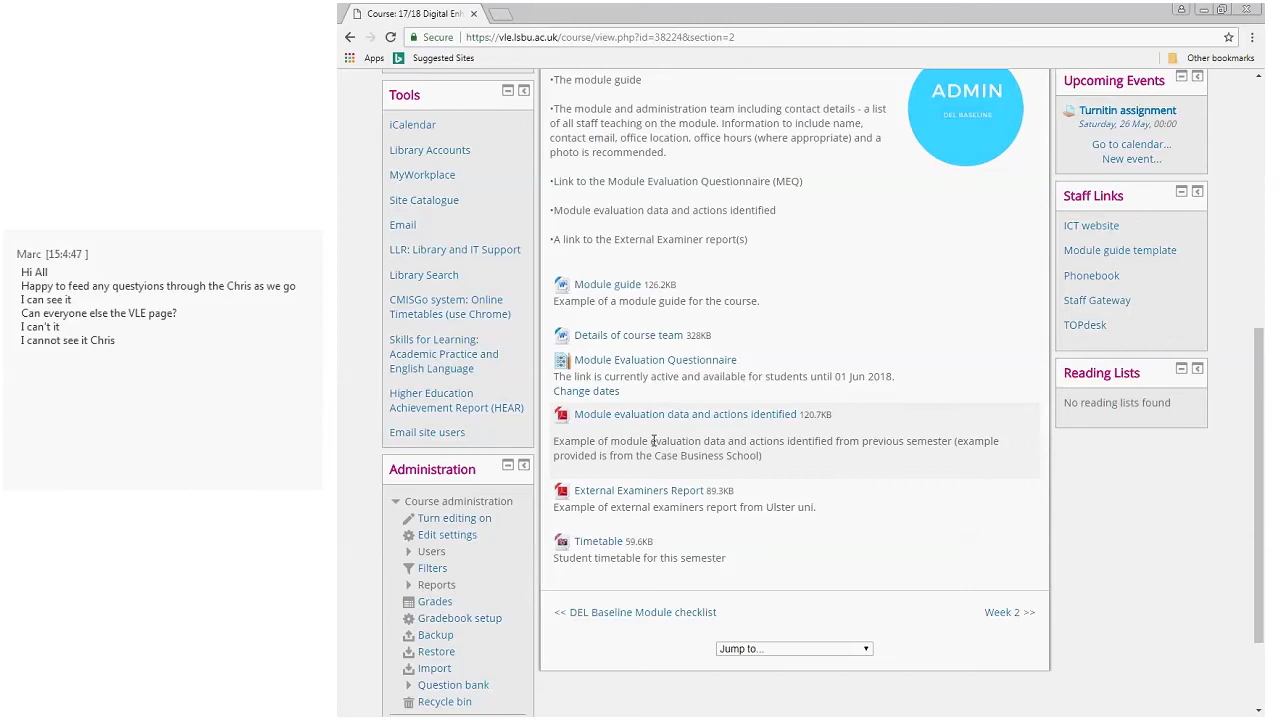 Marc [15:4:47 ]
Hi All
Happy to feed any questyions through the Chris as we go
I can see it
Can everyone else the VLE page?
I can't it
I cannot see it Chris
Course: 17/18 Digital Enh
Secure
https://vle.lsbu.ac.uk/course/view.php?id=38224&section=2
Apps
Suggested Sites
Other bookmarks
Tools
iCalendar
Library Accounts
MyWorkplace
Site Catalogue
Email
LLR: Library and IT Support
Library Search
CMISGo system: Online
Timetables (use Chrome)
Skills for Learning:
Academic Practice and
English Language
Higher Education
Achievement Report (HEAR)
Email site users
Administration
Course administration
Turn editing on
Edit settings
Users
Filters
Reports
Grades
Gradebook setup
Backup
Restore
Import
Question bank
Recycle bin
•The module guide
•The module and administration team including contact details - a list
of all staff teaching on the module. Information to include name,
contact email, office location, office hours (where appropriate) and a
photo is recommended.
•Link to the Module Evaluation Questionnaire (MEQ)
•Module evaluation data and actions identified
•A link to the External Examiner report(s)
ADMIN
DEL BASELINE
Module guide 126.2KB
Example of a module guide for the course.
Details of course team 328KB
Module Evaluation Questionnaire
The link is currently active and available for students until 01 Jun 2018.
Change dates
Module evaluation data and actions identified 120.7KB
Example of module evaluation data and actions identified from previous semester (example
provided is from the Case Business School)
External Examiners Report 89.3KB
Example of external examiners report from Ulster uni.
Timetable 59.6KB
Student timetable for this semester
<< DEL Baseline Module checklist
Week 2 >>
Jump to...
Upcoming Events
Turnitin assignment
Saturday, 26 May, 00:00
Go to calendar...
New event...
Staff Links
ICT website
Module guide template
Phonebook
Staff Gateway
TOPdesk
Reading Lists
No reading lists found